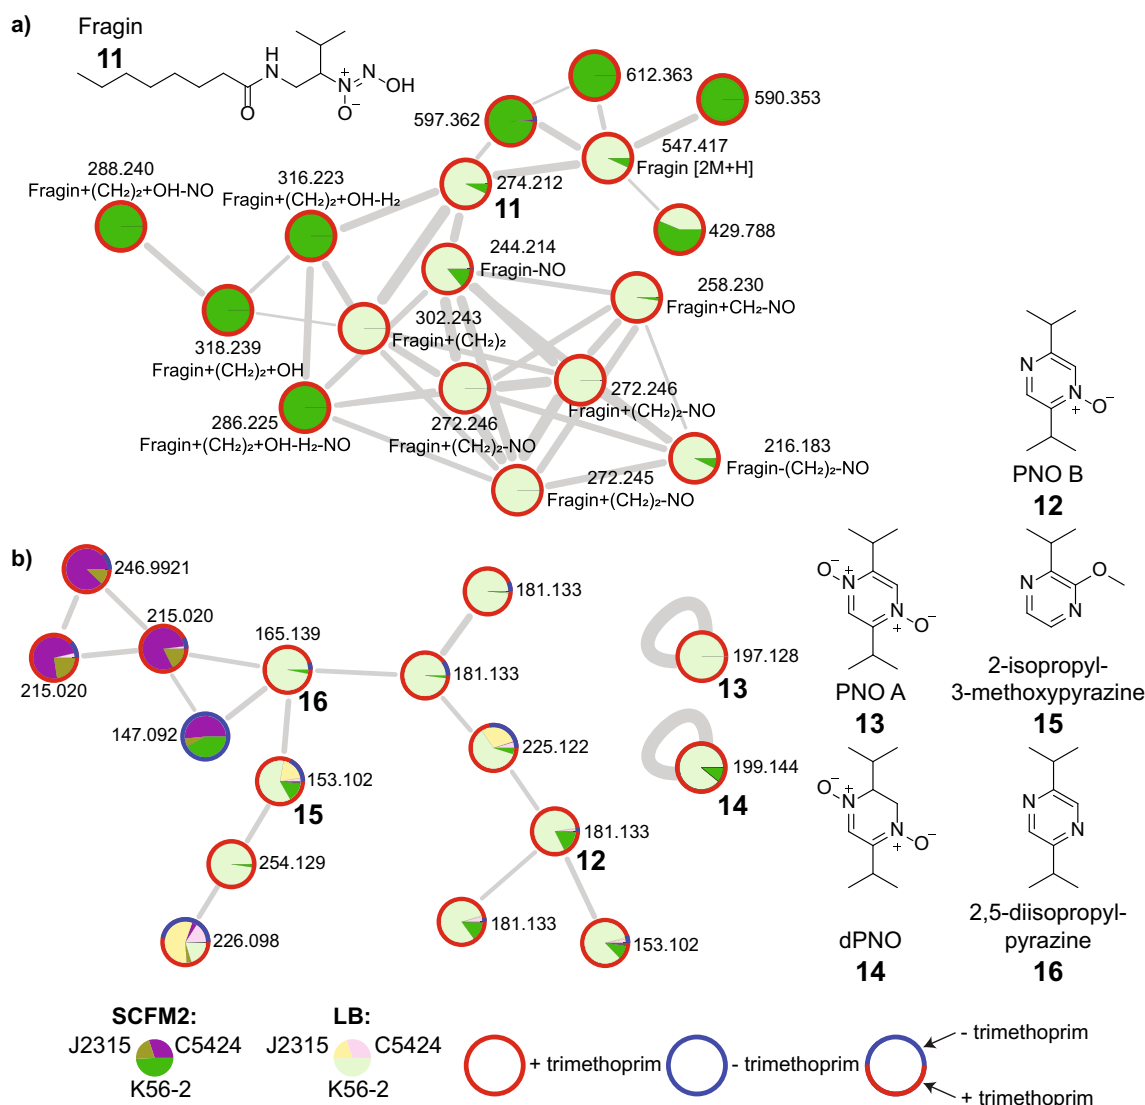 a)
Fragin
11
H
N
O
N
+
O−
N
OH
612.363
590.353
597.362
547.417
Fragin [2M+H]
288.240
Fragin+(CH₂)₂+OH-NO
316.223
Fragin+(CH₂)₂+OH-H₂
274.212
11
429.788
244.214
Fragin-NO
258.230
Fragin+CH₂-NO
302.243
Fragin+(CH₂)₂
318.239
Fragin+(CH₂)₂+OH
272.246
Fragin+(CH₂)₂-NO
286.225
Fragin+(CH₂)₂+OH-H₂-NO
272.246
Fragin+(CH₂)₂-NO
216.183
Fragin-(CH₂)₂-NO
272.245
Fragin+(CH₂)₂-NO
N
N
+
O−
PNO B
12
b)
246.9921
215.020
215.020
165.139
16
147.092
181.133
181.133
225.122
153.102
15
254.129
226.098
181.133
12
181.133
153.102
197.128
13
199.144
14
O−
+
N
N
+
O−
PNO A
13
N
O
N
2-isopropyl-
3-methoxypyrazine
15
O−
+
N
N
+
O−
dPNO
14
N
N
2,5-diisopropyl-
pyrazine
16
SCFM2:
J2315
C5424
K56-2
LB:
J2315
C5424
K56-2
+ trimethoprim
- trimethoprim
- trimethoprim
+ trimethoprim